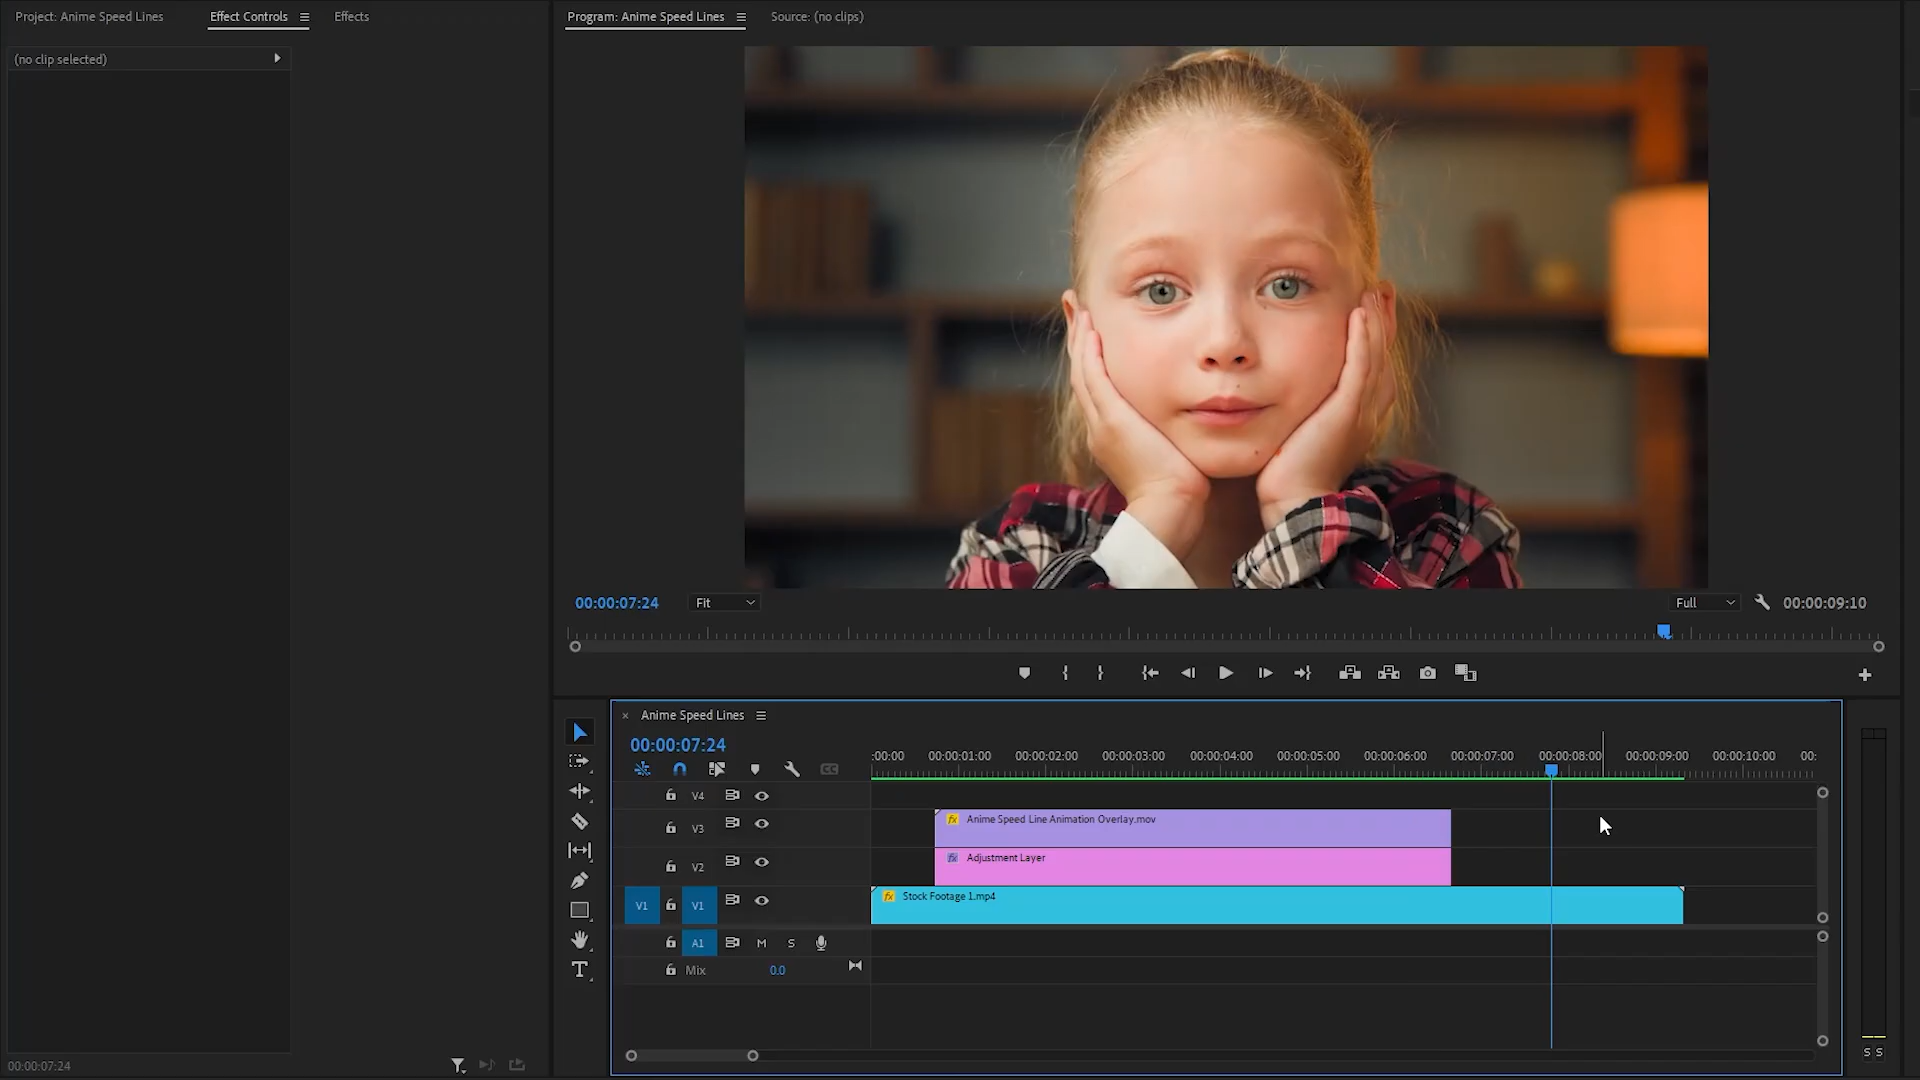 Project: Anime Speed Lines
Effect Controls
Effects
Program: Anime Speed Lines
Source: (no clips)
(no clip selected)
00:00:07:24
Fit
Full
00:00:09:10
Anime Speed Lines
00:00:07:24
:00:00
00:00:01:00
00:00:02:00
00:00:03:00
00:00:04:00
00:00:05:00
00:00:06:00
00:00:07:00
00:00:08:00
00:00:09:00
00:00:10:00
00:
V4
V3
fx Anime Speed Line Animation Overlay.mov
V2
fx Adjustment Layer
V1
V1
fx Stock Footage 1.mp4
A1
M
S
Mix
0.0
00:00:07:24
S S